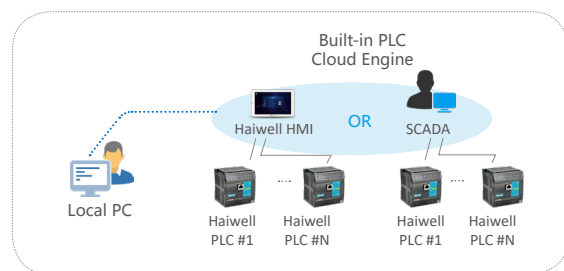 Built-in PLC
Cloud Engine
Haiwell HMI
OR
SCADA
Local PC
Haiwell
PLC #1
Haiwell
PLC #N
Haiwell
PLC #1
Haiwell
PLC #N